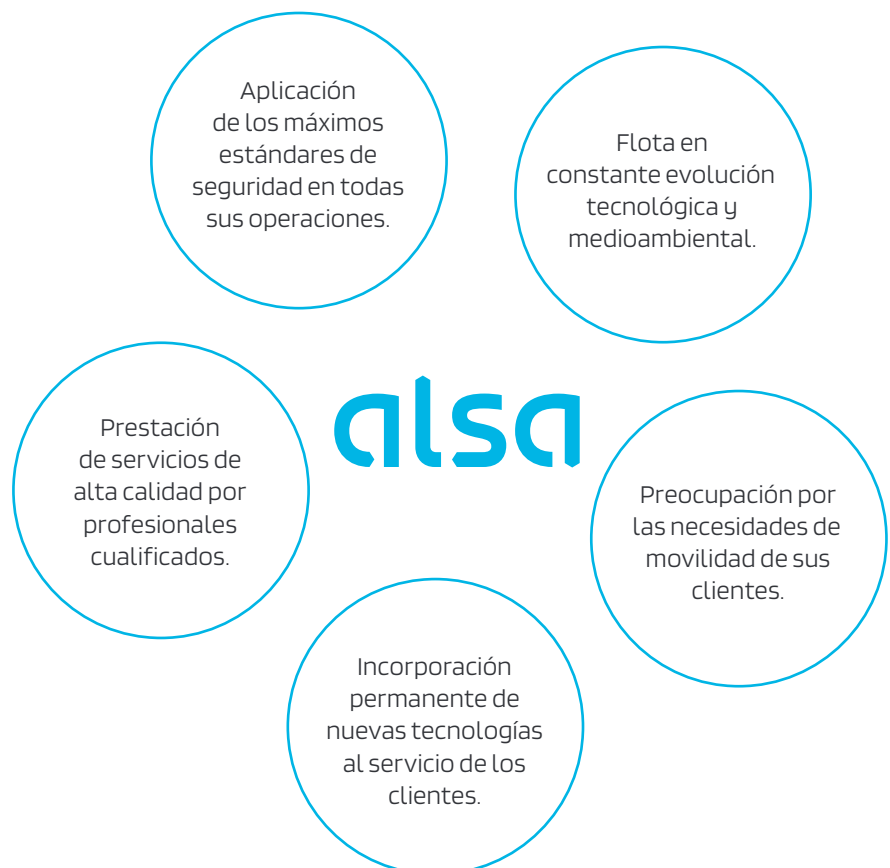 Aplicación
de los máximos
estándares de
seguridad en todas
sus operaciones.
Flota en
constante evolución
tecnológica y
medioambiental.
alsa
Prestación
de servicios de
alta calidad por
profesionales
cualificados.
Preocupación por
las necesidades de
movilidad de sus
clientes.
Incorporación
permanente de
nuevas tecnologías
al servicio de los
clientes.